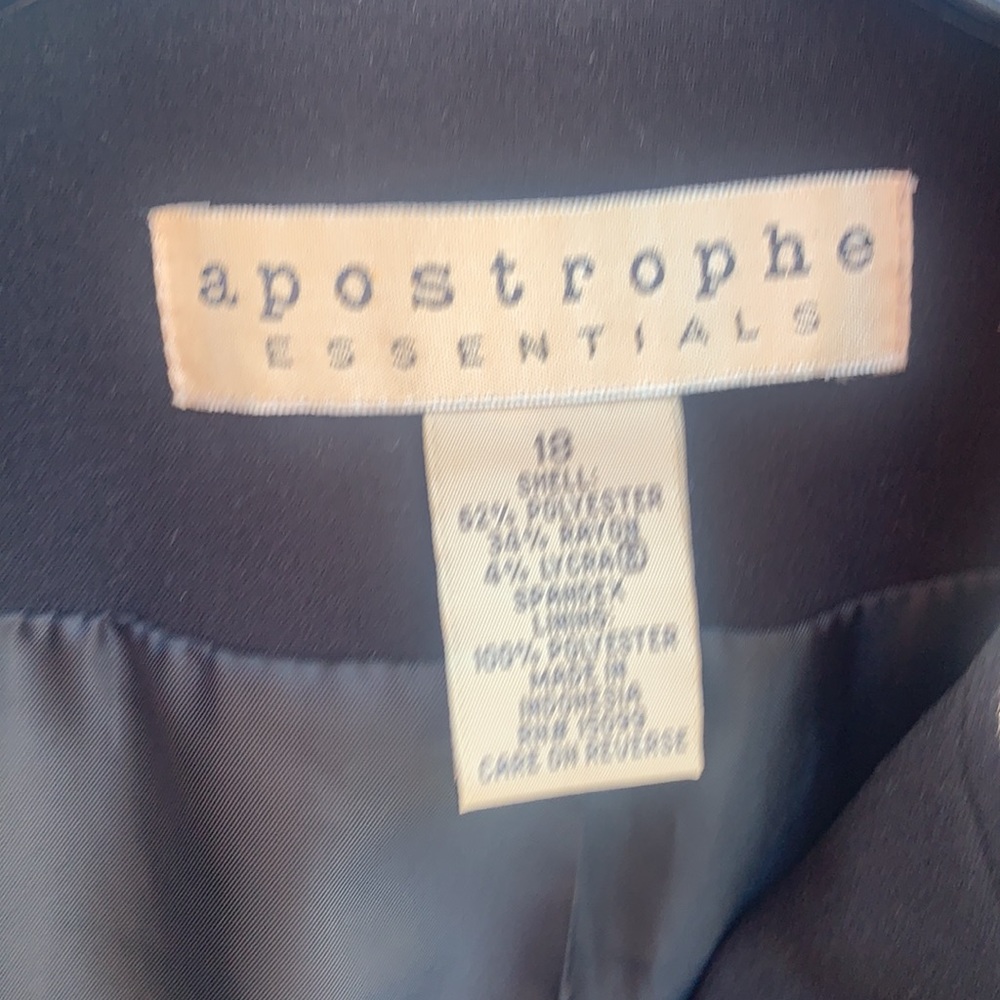 apostrophe
ESSENTIALS
18
SHELL:
62% POLYESTER
34% RAYON
4% LYCRA®
SPANDEX
LINING:
100% POLYESTER
MADE IN
INDONESIA
RN#
CARE ON REVERSE